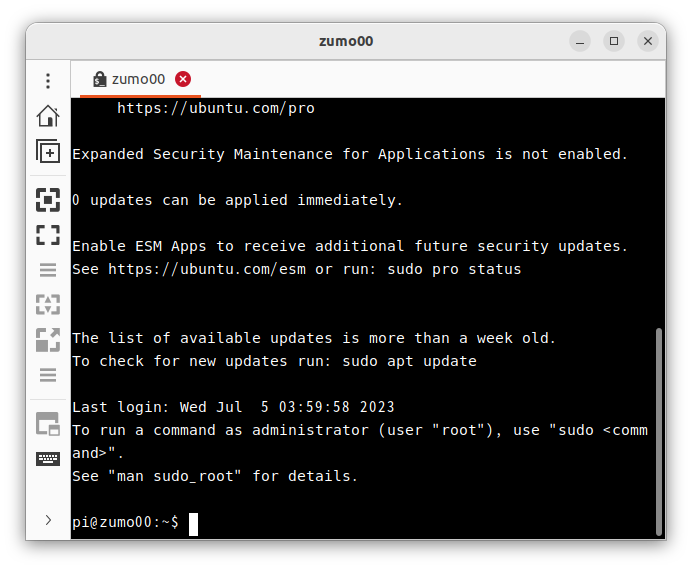 zumo00
zumo00
https://ubuntu.com/pro
Expanded Security Maintenance for Applications is not enabled.
0 updates can be applied immediately.
Enable ESM Apps to receive additional future security updates.
See https://ubuntu.com/esm or run: sudo pro status
The list of available updates is more than a week old.
To check for new updates run: sudo apt update
Last login: Wed Jul  5 03:59:58 2023
To run a command as administrator (user "root"), use "sudo <comm
and>".
See "man sudo_root" for details.
pi@zumo00:~$